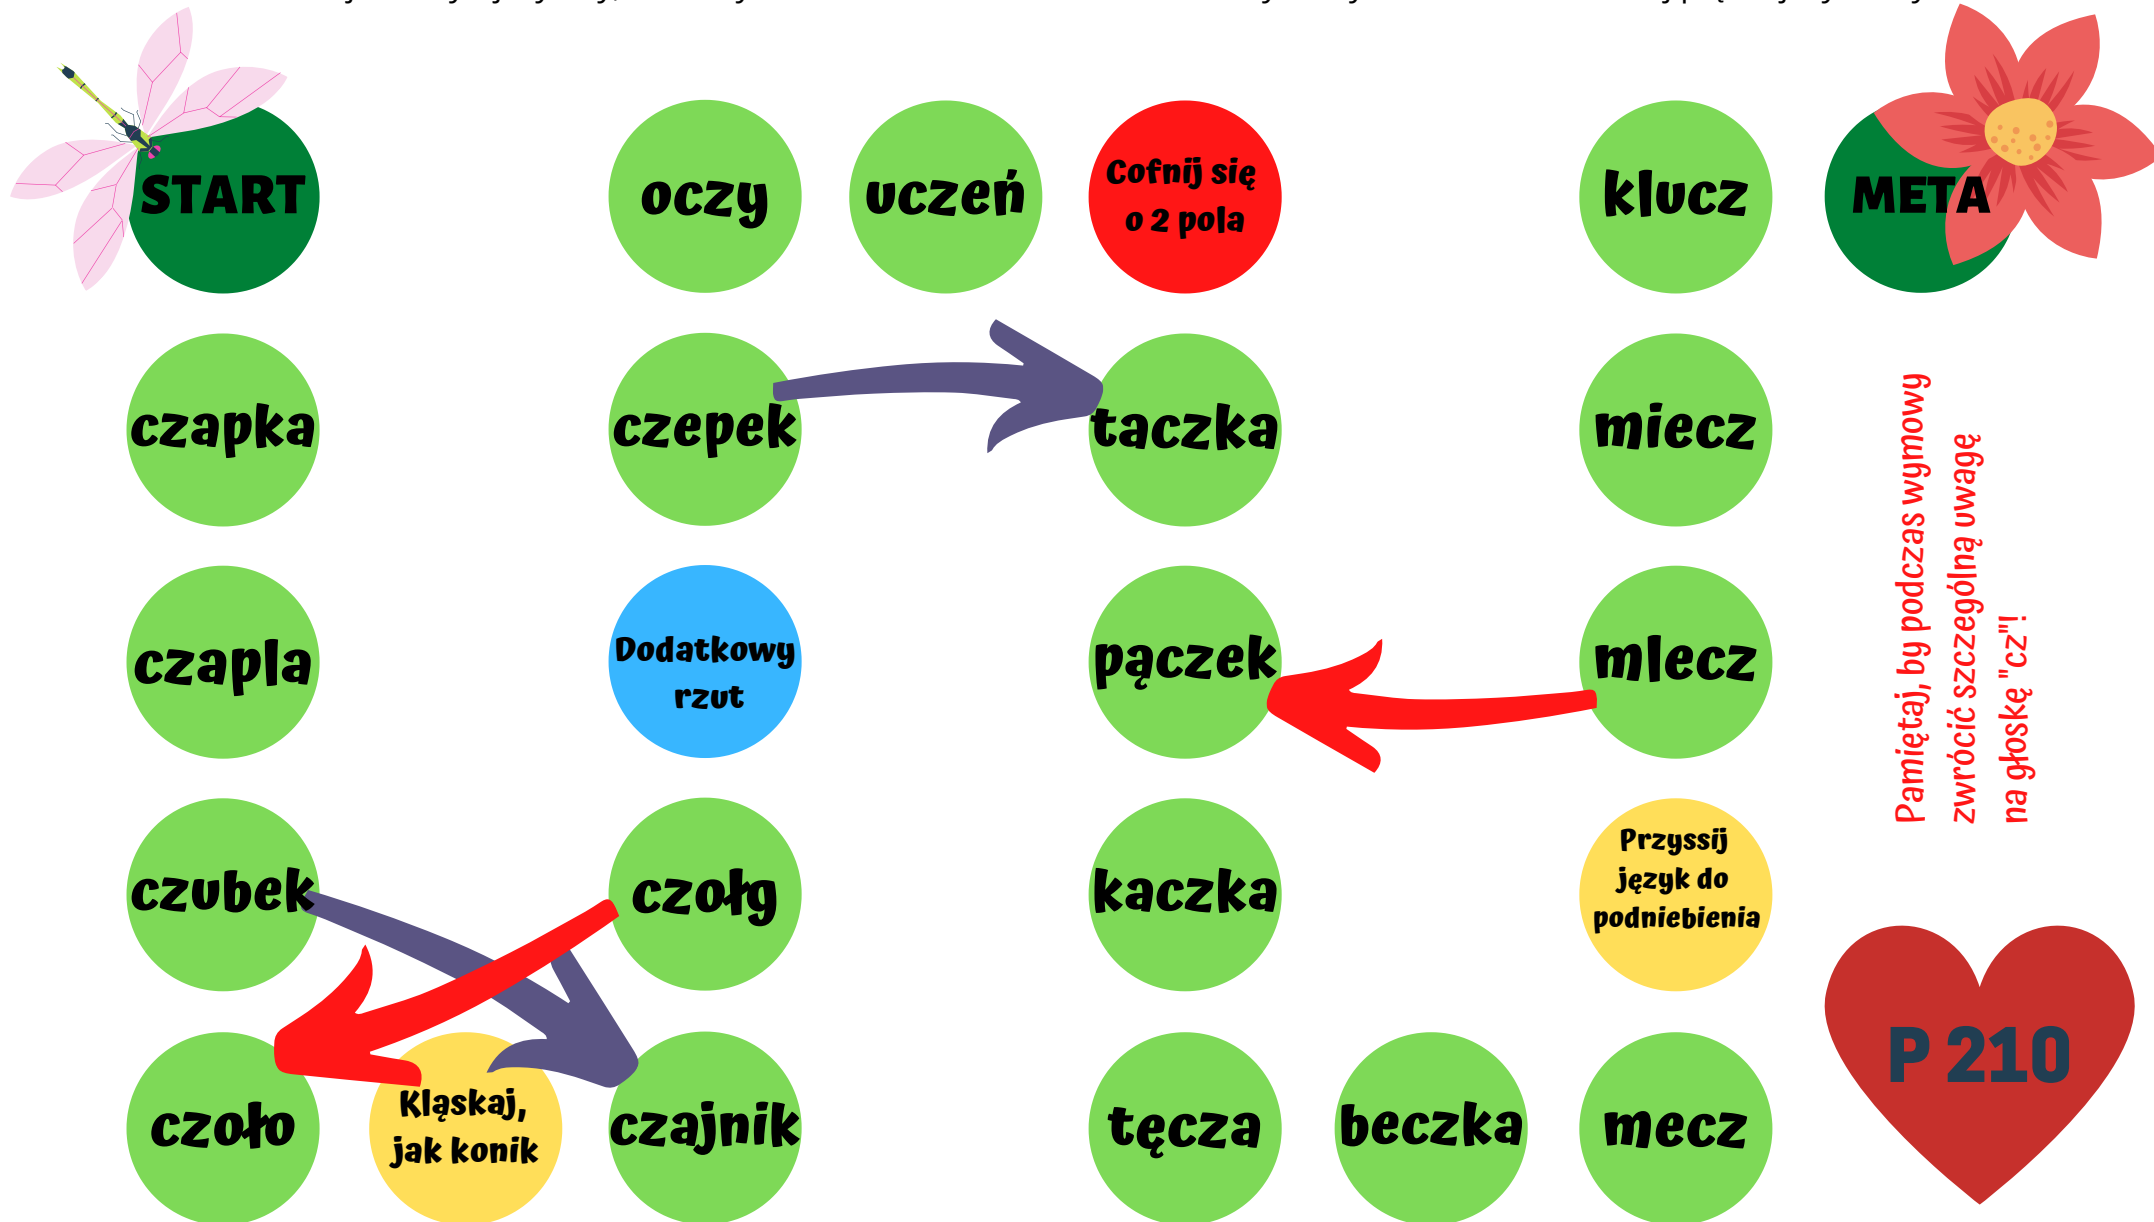 START
oczy
uczeń
Cofnij się
o 2 pola
klucz
META
czapka
czepek
taczka
miecz
czapla
Dodatkowy
rzut
pączek
mlecz
Pamiętaj, by podczas wymowy
zwrócić szczególną uwagę
na głoskę "cz"!
czubek
czołg
kaczka
Przyssij
język do
podniebienia
czoło
Kląskaj,
jak konik
czajnik
tęcza
beczka
mecz
P 210